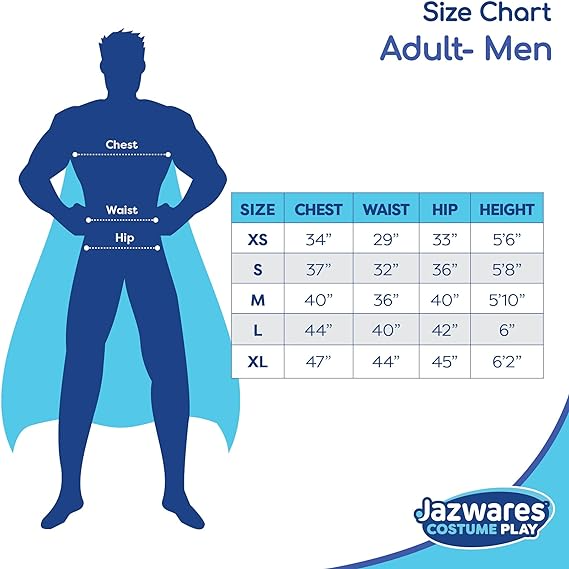 Size Chart
Adult- Men
Chest
Waist
Hip
SIZE CHEST WAIST HIP HEIGHT
XS 34” 29” 33” 5’6”
S 37” 32” 36” 5’8”
M 40” 36” 40” 5’10”
L 44” 40” 42” 6”
XL 47” 44” 45” 6’2”
Jazwares®
COSTUME PLAY